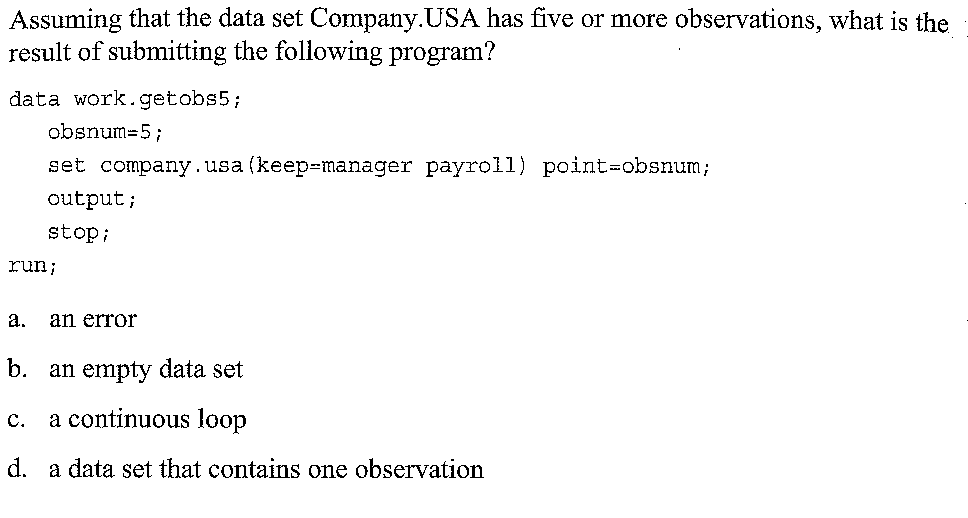 Assuming that the data set Company.USA has five or more observations, what is the
result of submitting the following program?
data work.getobs5;
obsnum=5;
set company.usa(keep=manager payroll) point=obsnum;
output;
stop;
run;
a. an error
b. an empty data set
c. a continuous loop
d. a data set that contains one observation